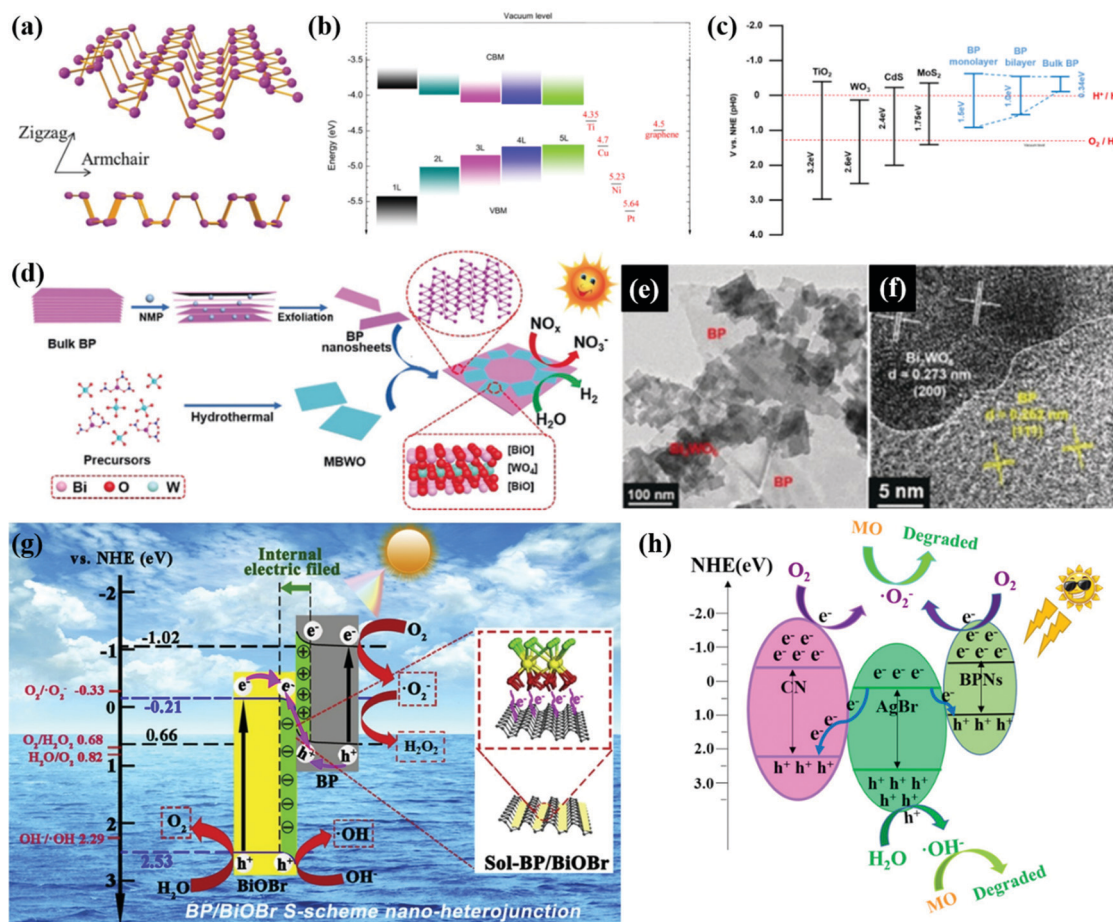 (a)
Zigzag
Armchair
(b)
Vacuum level
CBM
-3.5
-4.0
-4.5
-5.0
-5.5
Energy (eV)
1L
2L
3L
4L
5L
VBM
4.35
Ti
4.7
Cu
5.23
Ni
5.64
Pt
4.5
graphene
(c)
-2.0
-1.0
0
1.0
2.0
3.0
4.0
V vs. NHE (pH0)
TiO2
WO3
CdS
MoS2
BP
monolayer
BP
bilayer
Bulk BP
3.2eV
2.6eV
2.4eV
1.75eV
0.34eV
H+ / H
O2 / H
Vacuum level
(d)
NMP
Exfoliation
Bulk BP
BP
nanosheets
NOx
NO3-
H2
H2O
Hydrothermal
Precursors
MBWO
[BiO]
[WO4]
[BiO]
Bi
O
W
(e)
BP
BP
100 nm
(f)
Bi2WO6
d = 0.273 nm
(200)
BP
d = 0.262 nm
5 nm
(g)
vs. NHE (eV)
Internal
electric filed
-2
-1
0
1
2
3
-1.02
-0.21
0.66
2.53
O2/·O2- -0.33
O2/H2O2 0.68
H2O/O2 0.82
OH-/·OH 2.29
e-
e-
e-
e-
h+
h+
h+
h+
O2
·O2-
H2O2
BP
O2
H2O
BiOBr
·OH
OH-
e- e- e- e-
Sol-BP/BiOBr
BP/BiOBr S-scheme nano-heterojunction
(h)
MO
Degraded
NHE(eV)
O2
·O2-
O2
e-
e-
-2.0
-1.0
0.0
1.0
2.0
3.0
e- e-
e- e- e-
CN
h+ h+ h+
e-
e- e- e-
AgBr
h+ h+ h+
h+ h+
h+
e-
e- e-
e- e- e-
BPNs
h+ h+ h+
H2O
·OH-
MO
Degraded